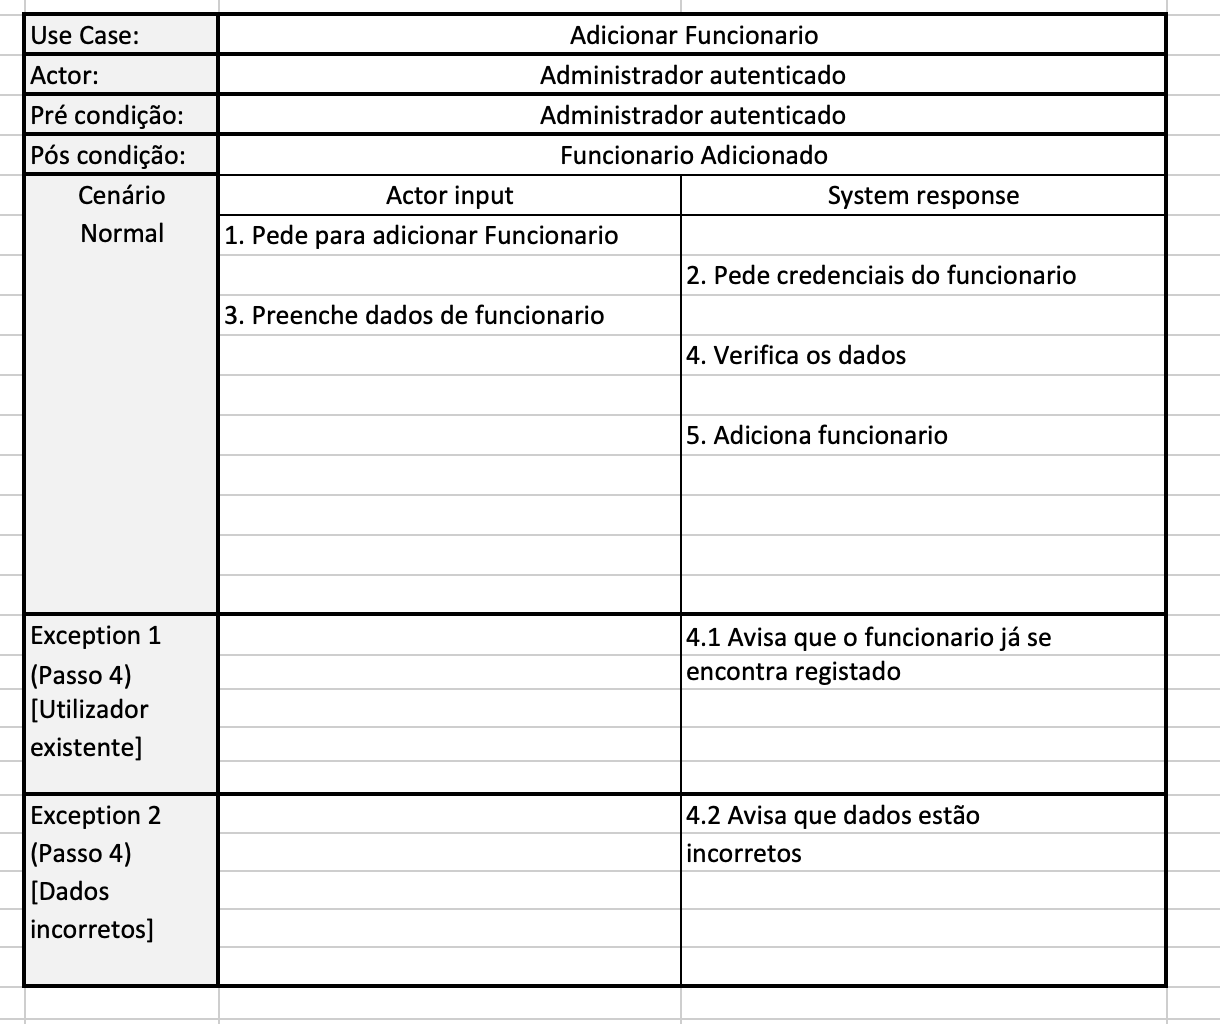 Use Case:
Adicionar Funcionario
Actor:
Administrador autenticado
Pré condição:
Administrador autenticado
Pós condição:
Funcionario Adicionado
Cenário
Normal
Actor input
System response
1. Pede para adicionar Funcionario
2. Pede credenciais do funcionario
3. Preenche dados de funcionario
4. Verifica os dados
5. Adiciona funcionario
Exception 1
(Passo 4)
[Utilizador
existente]
4.1 Avisa que o funcionario já se
encontra registado
Exception 2
(Passo 4)
[Dados
incorretos]
4.2 Avisa que dados estão
incorretos